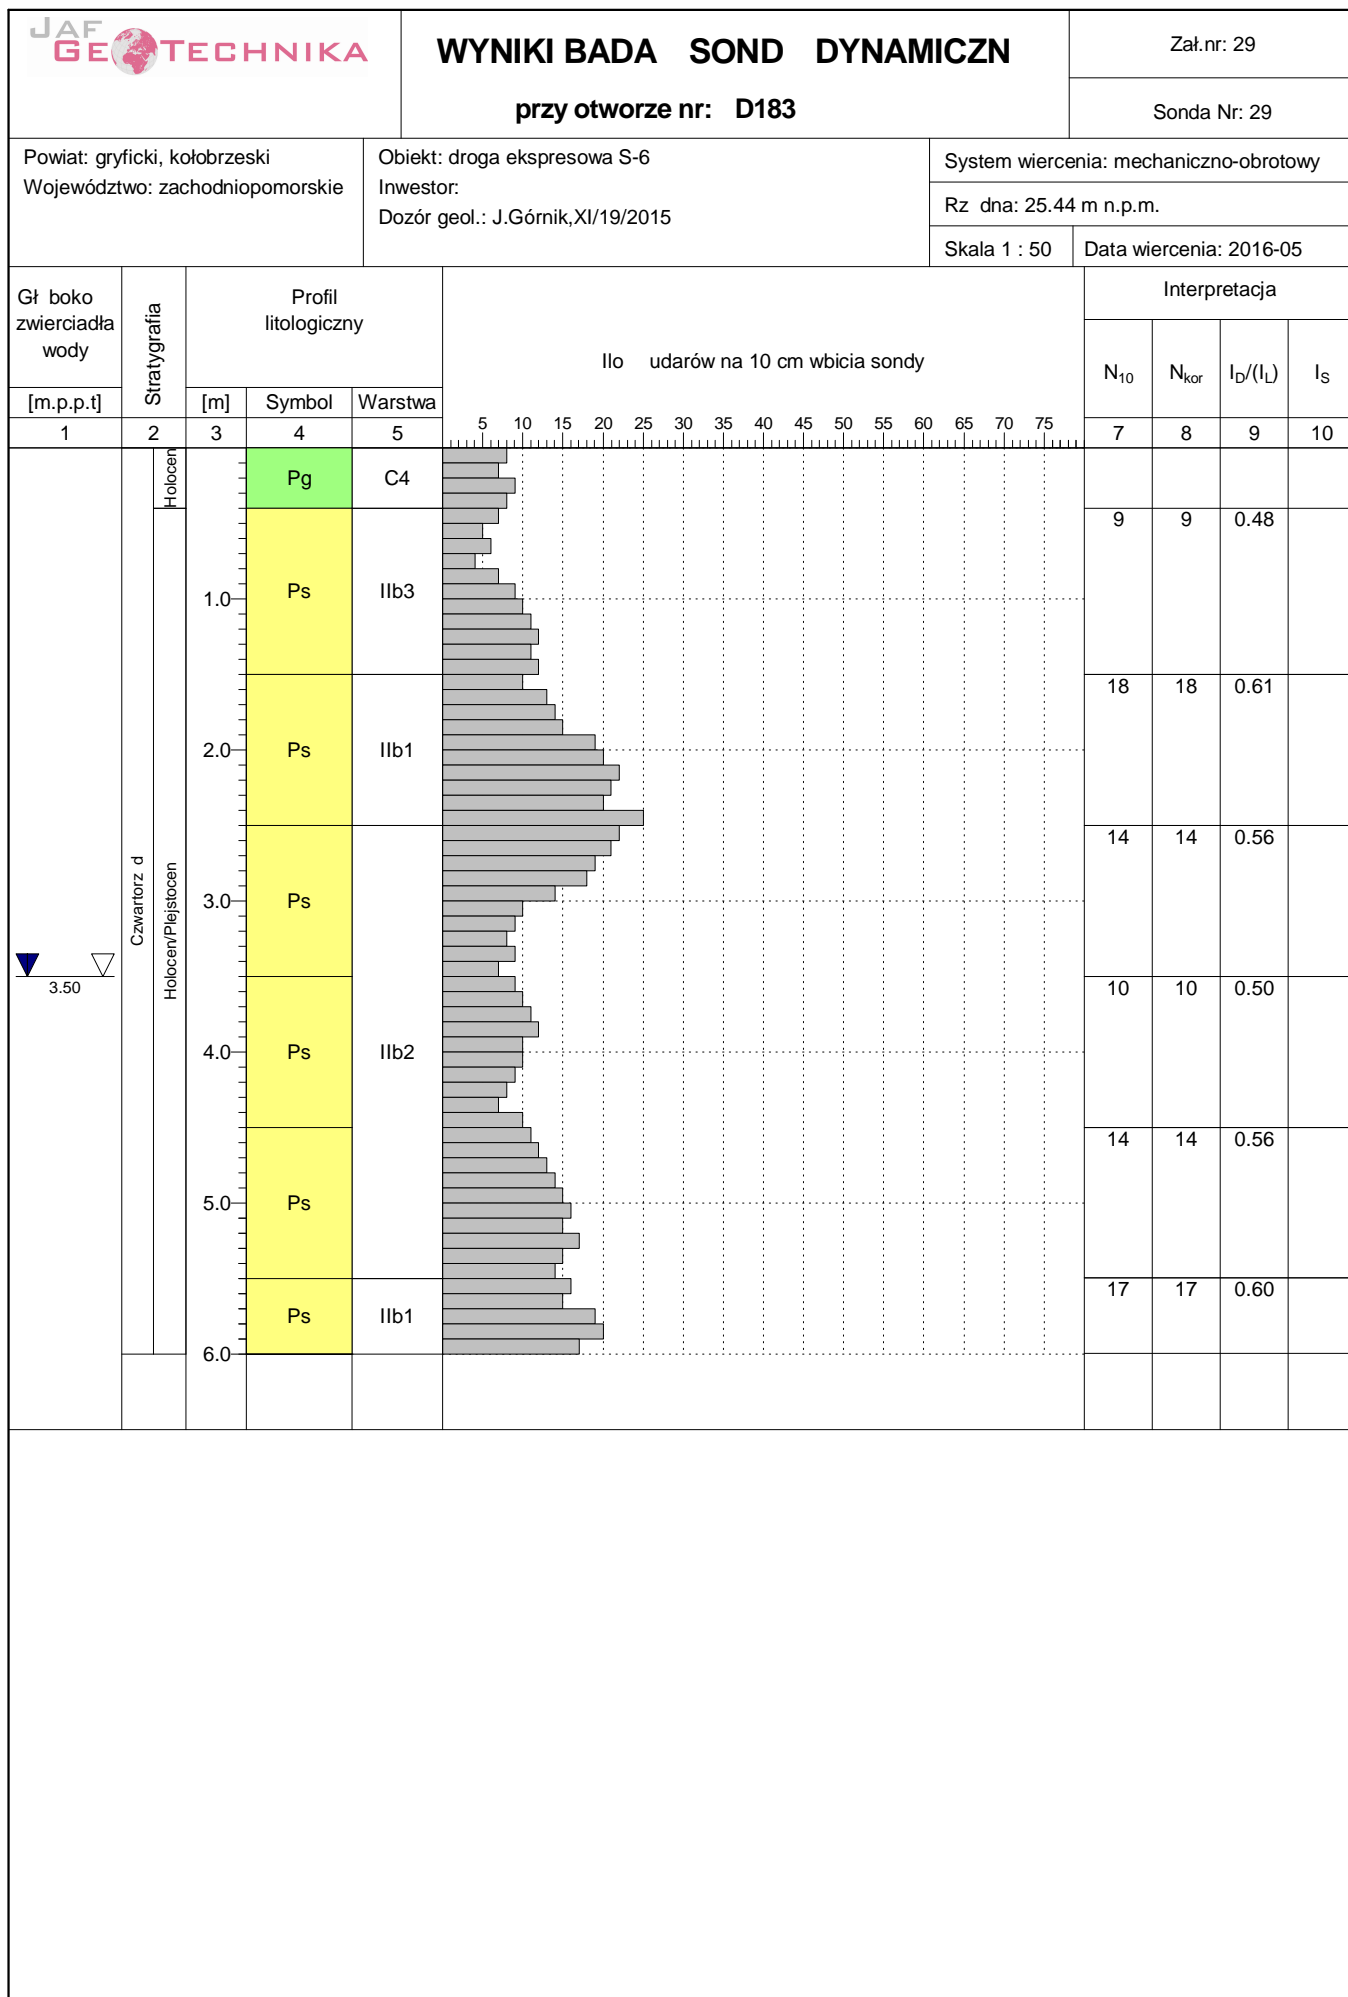 JAF
GEOTECHNIKA
WYNIKI BADA SOND DYNAMICZN
przy otworze nr: D183
Zał.nr: 29
Sonda Nr: 29
Powiat: gryficki, kołobrzeski
Województwo: zachodniopomorskie
Obiekt: droga ekspresowa S-6
Inwestor:
Dozór geol.: J.Górnik,XI/19/2015
System wiercenia: mechaniczno-obrotowy
Rz dna: 25.44 m n.p.m.
Skala 1 : 50
Data wiercenia: 2016-05
Gł boko
zwierciadła
wody
[m.p.p.t]
Stratygrafia
Profil
litologiczny
[m] Symbol Warstwa
Ilo udarów na 10 cm wbicia sondy
Interpretacja
N10 Nkor ID/(IL) IS
5 10 15 20 25 30 35 40 45 50 55 60 65 70 75
1 2 3 4 5 7 8 9 10
Holocen
Pg C4
9 9 0.48
1.0 Ps IIb3
18 18 0.61
2.0 Ps IIb1
14 14 0.56
Czwartorz d
Holocen/Plejstocen
3.0 Ps
3.50
10 10 0.50
4.0 Ps IIb2
14 14 0.56
5.0 Ps
17 17 0.60
Ps IIb1
6.0